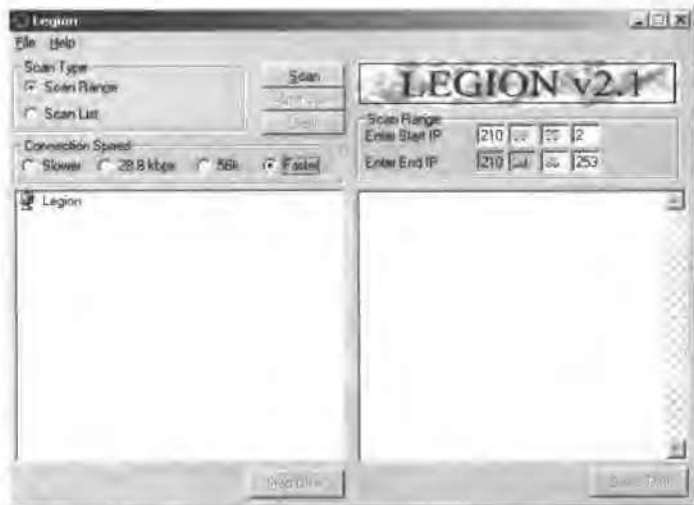 Legion
File Help
Scan Type
Scan Range
Scan List
Scan
Connection Speed
Slower 28.8 kbps 56k Faster
LEGION v2.1
Scan Range
Enter Start IP 210 2
Enter End IP 210 253
Legion